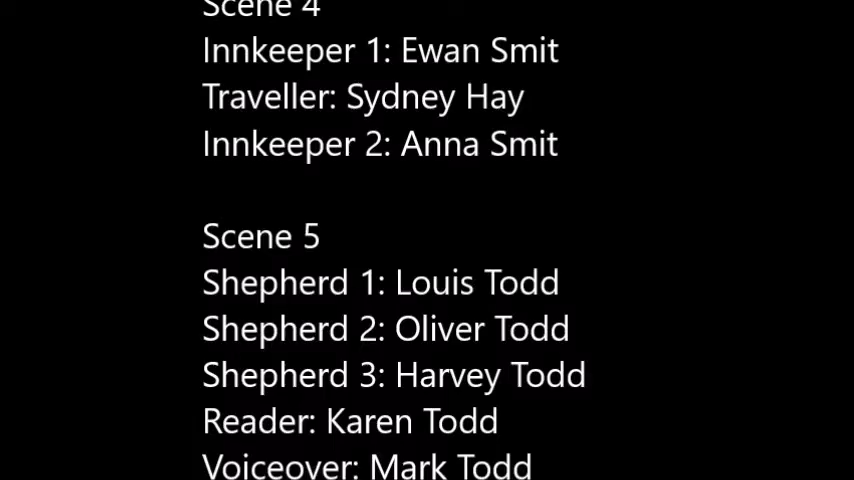 Scene 4
Innkeeper 1: Ewan Smit
Traveller: Sydney Hay
Innkeeper 2: Anna Smit
Scene 5
Shepherd 1: Louis Todd
Shepherd 2: Oliver Todd
Shepherd 3: Harvey Todd
Reader: Karen Todd
Voiceover: Mark Todd